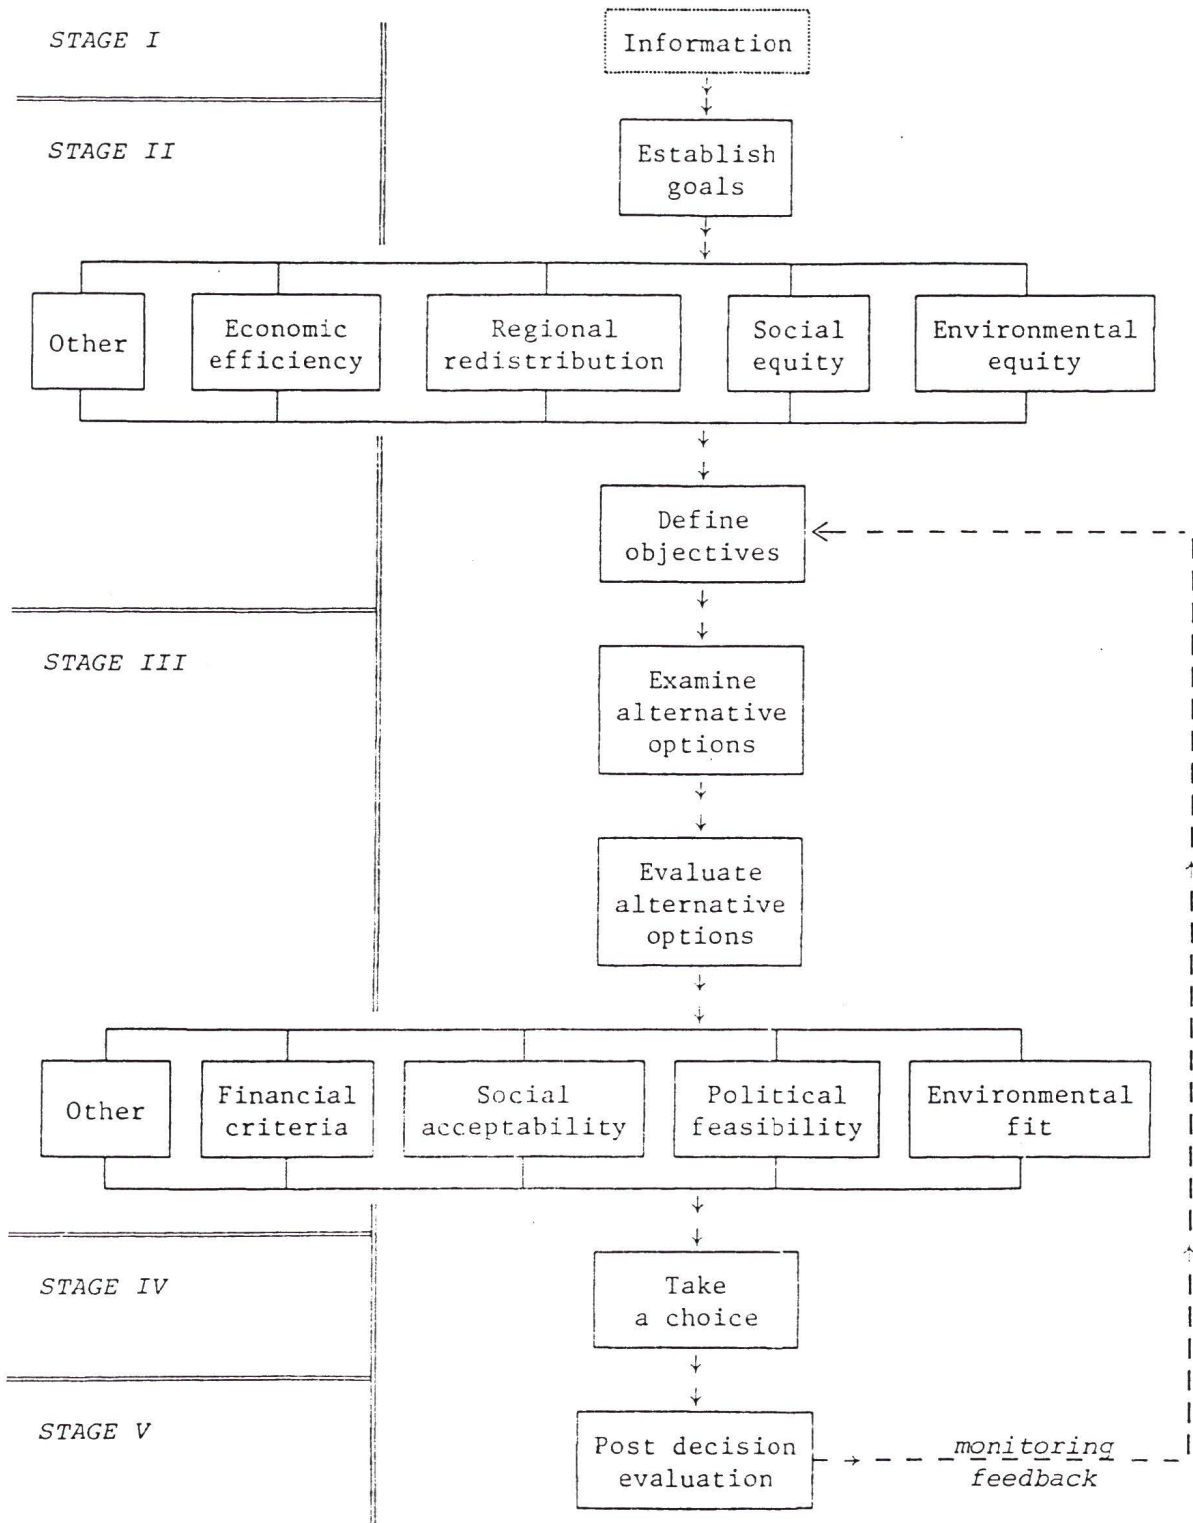 STAGE I
Information
STAGE II
Establish
goals
Other
Economic
efficiency
Regional
redistribution
Social
equity
Environmental
equity
Define
objectives
STAGE III
Examine
alternative
options
Evaluate
alternative
options
Other
Financial
criteria
Social
acceptability
Political
feasibility
Environmental
fit
STAGE IV
Take
a choice
STAGE V
Post decision
evaluation
monitoring
feedback